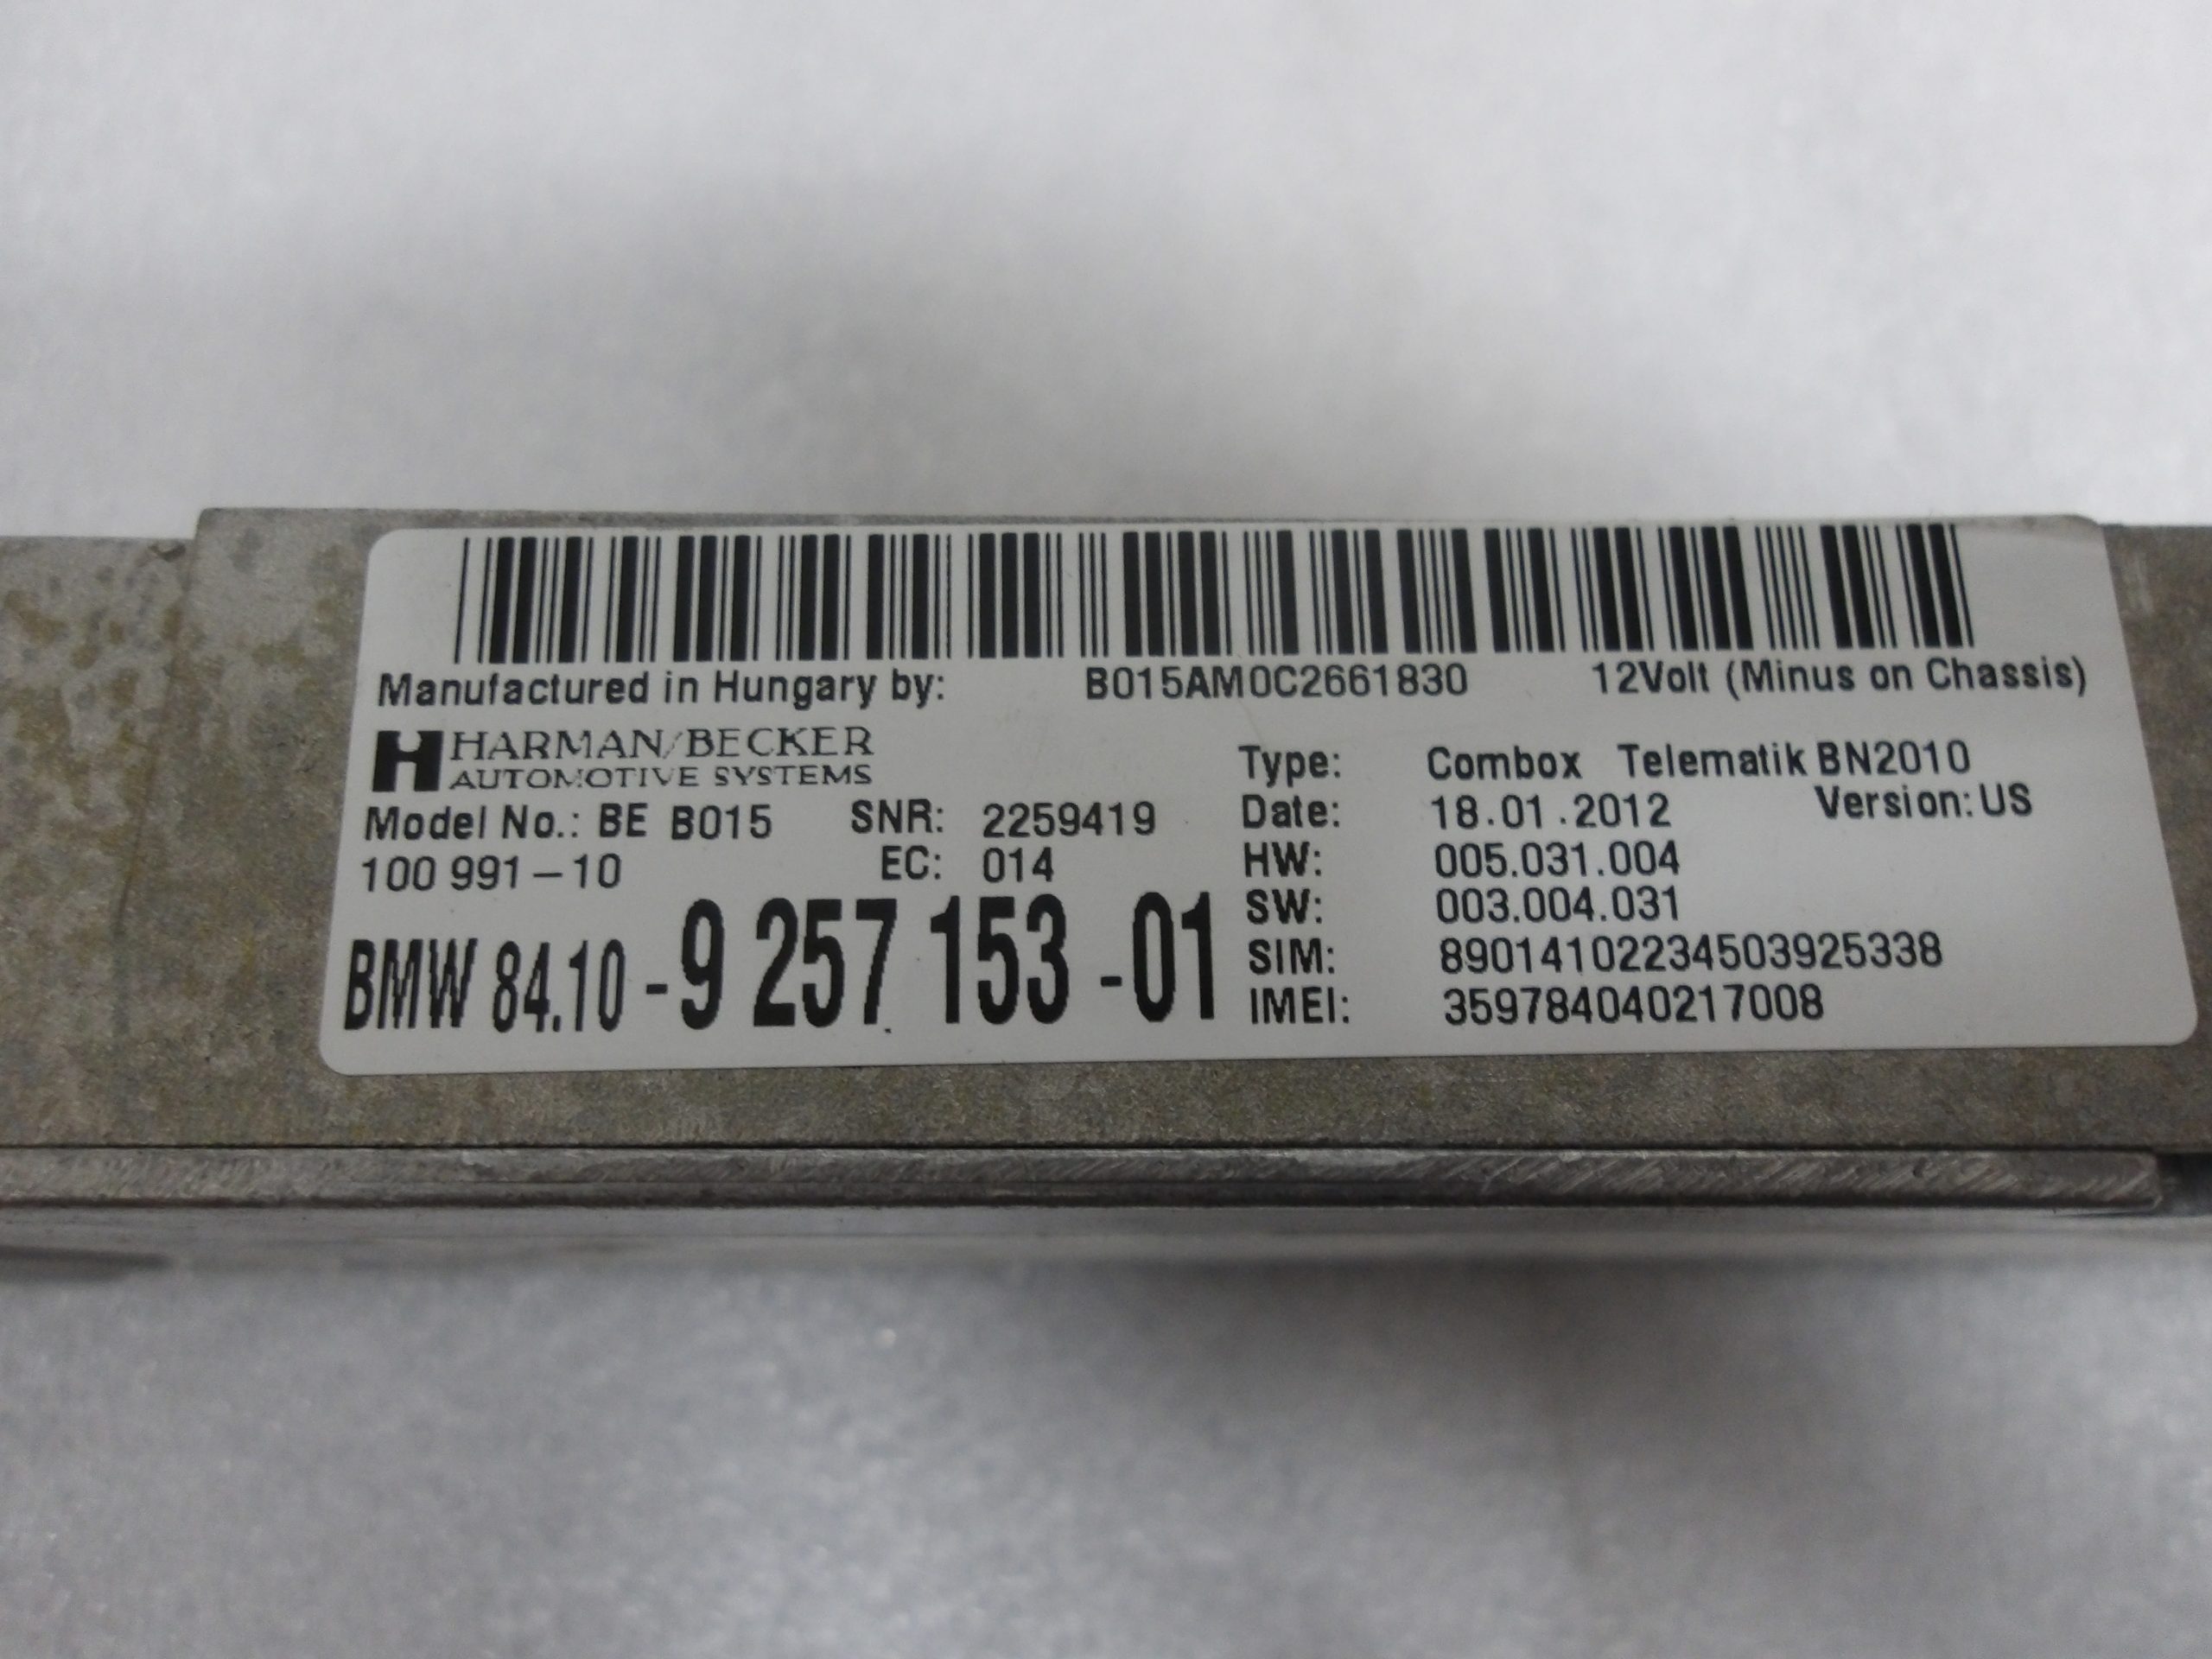 Manufactured in Hungary by: B015AM0C2661830 12Volt (Minus on Chassis)
HARMAN/BECKER
AUTOMOTIVE SYSTEMS
Type: Combox Telematik BN2010
Model No.: BE B015 SNR: 2259419
Date: 18.01.2012 Version: US
100 991-10 EC: 014
HW: 005.031.004
SW: 003.004.031
BMW 84.10 - 9 257 153 - 01
SIM: 89014102234503925338
IMEI: 359784040217008